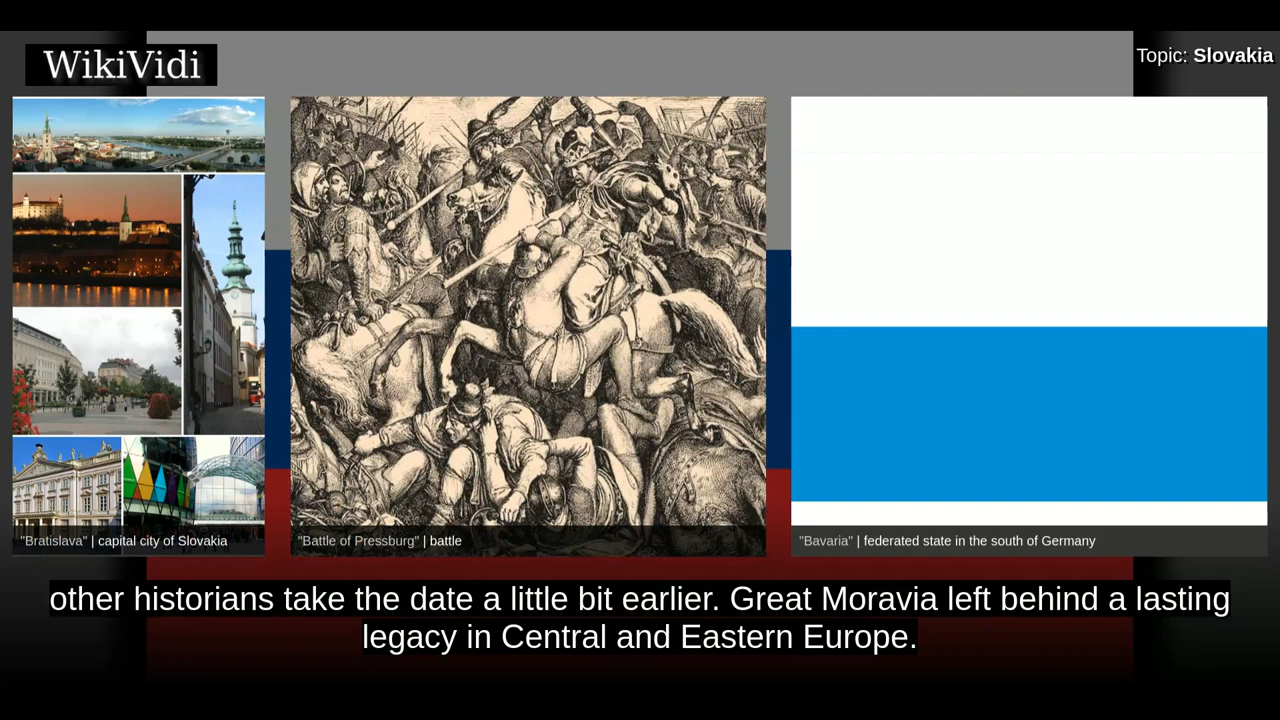 WikiVidi
Topic: Slovakia
"Bratislava" | capital city of Slovakia
"Battle of Pressburg" | battle
"Bavaria" | federated state in the south of Germany
other historians take the date a little bit earlier. Great Moravia left behind a lasting
legacy in Central and Eastern Europe.